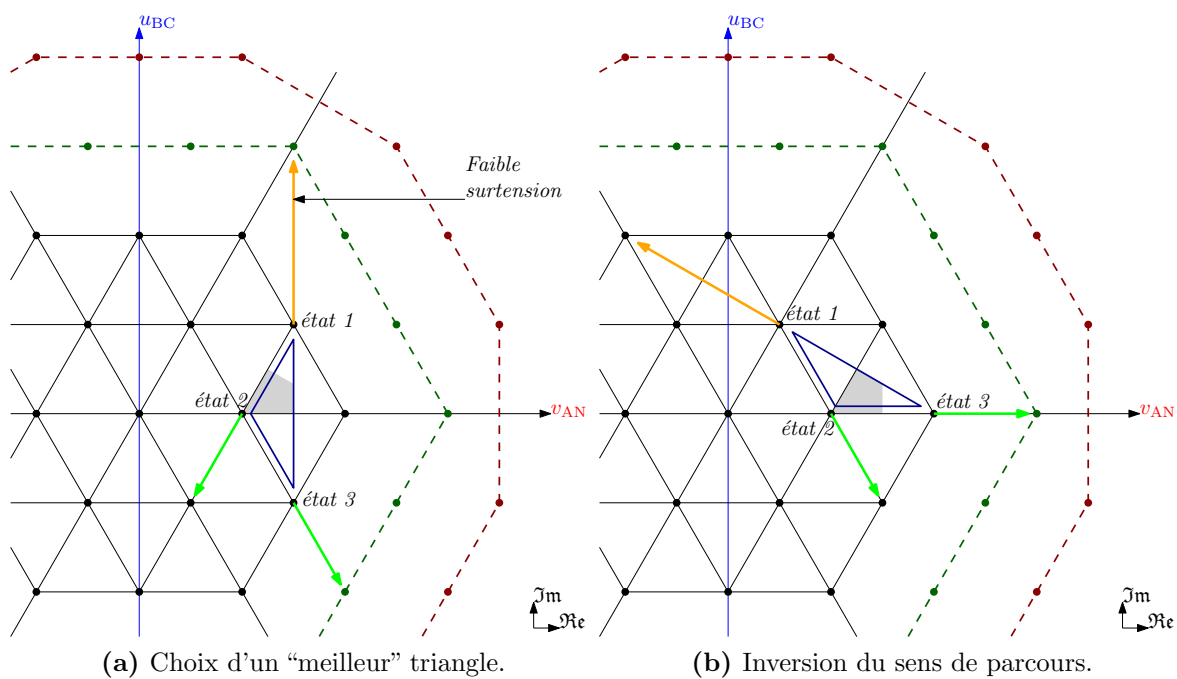 u_BC
Faible
surtension
état 1
état 2
v_AN
état 3
ℑm
ℜe
(a) Choix d'un “meilleur” triangle.
u_BC
état 1
état 3
v_AN
état 2
ℑm
ℜe
(b) Inversion du sens de parcours.